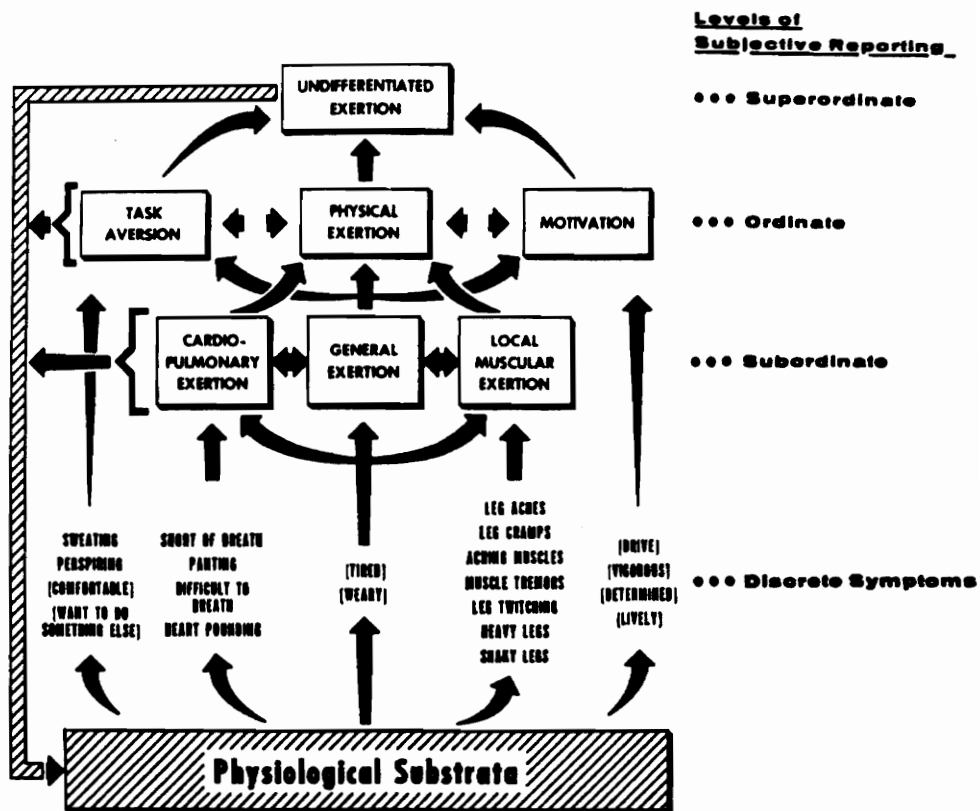 Levels of
Subjective Reporting
UNDIFFERENTIATED
EXERTION
••• Superordinate
TASK
AVERSION
PHYSICAL
EXERTION
MOTIVATION
••• Ordinate
CARDIO-
PULMONARY
EXERTION
GENERAL
EXERTION
LOCAL
MUSCULAR
EXERTION
••• Subordinate
SWEATING
PERSPIRING
(COMFORTABLE)
(WANT TO DO
SOMETHING ELSE)
SHORT OF BREATH
PANTING
DIFFICULT TO
BREATH
HEART POUNDING
(TIRED)
(WEARY)
LEG ACHES
LEG CRAMPS
ACHING MUSCLES
MUSCLE TREMORS
LEG TWITCHING
HEAVY LEGS
SHAKY LEGS
(DRIVE)
(VIGOROUS)
(DETERMINED)
(LIVELY)
••• Discrete Symptoms
Physiological Substrate